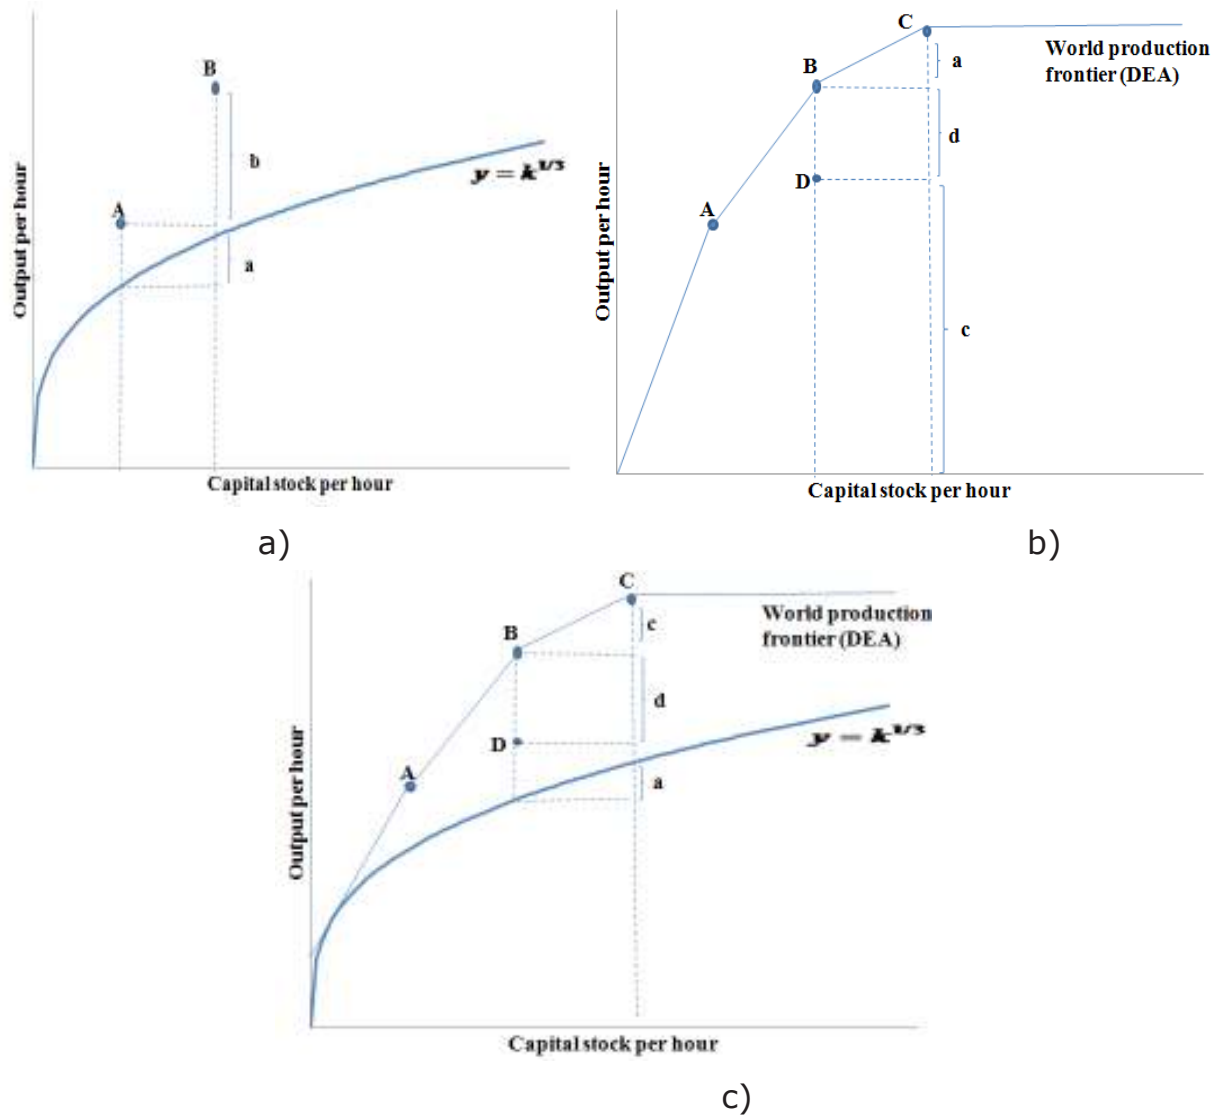 B
A
b
a
y = k^{1/3}
Output per hour
Capital stock per hour
a)
C
B
A
D
a
d
c
World production
frontier (DEA)
Output per hour
Capital stock per hour
b)
C
B
A
D
c
d
a
World production
frontier (DEA)
y = k^{1/3}
Output per hour
Capital stock per hour
c)